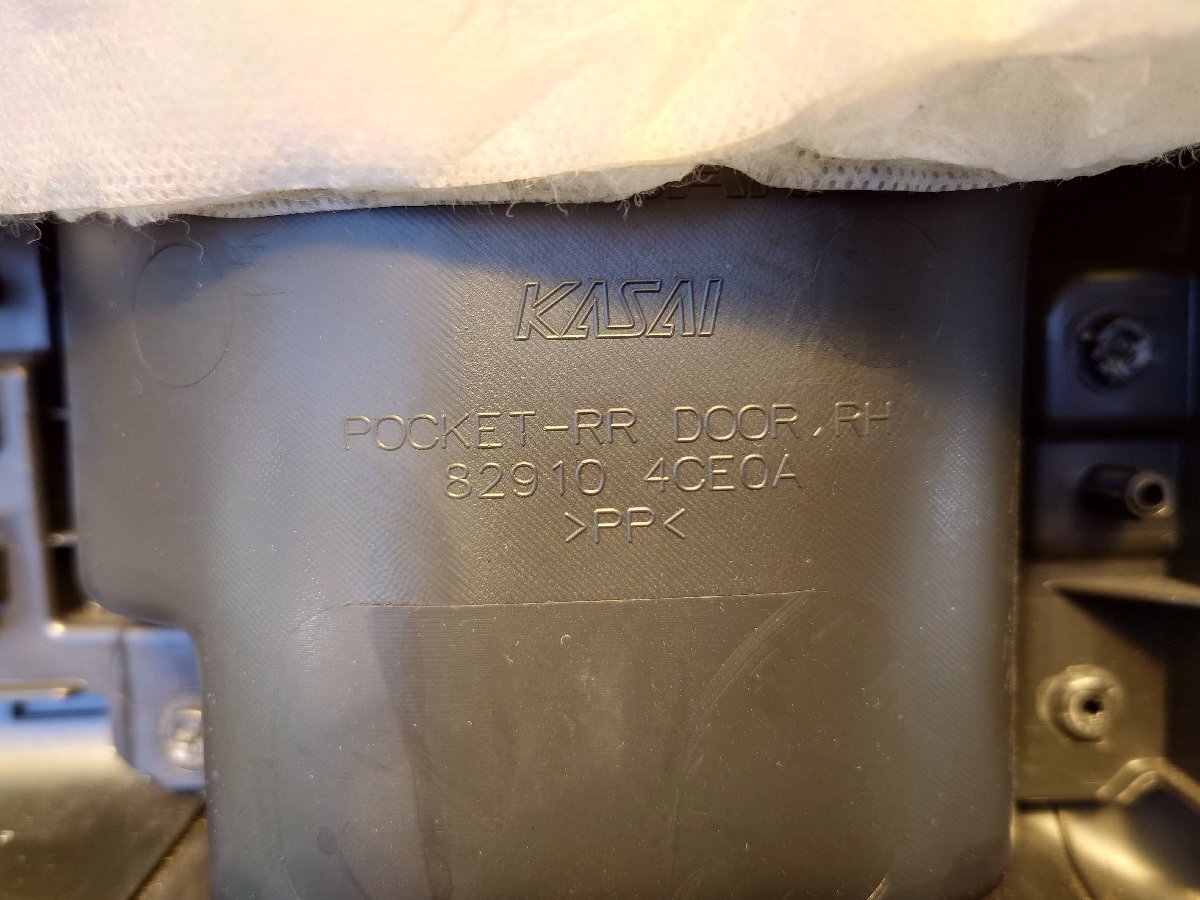 KASAI
POCKET-RR DOOR,RH
82910 4CE0A
>PP<